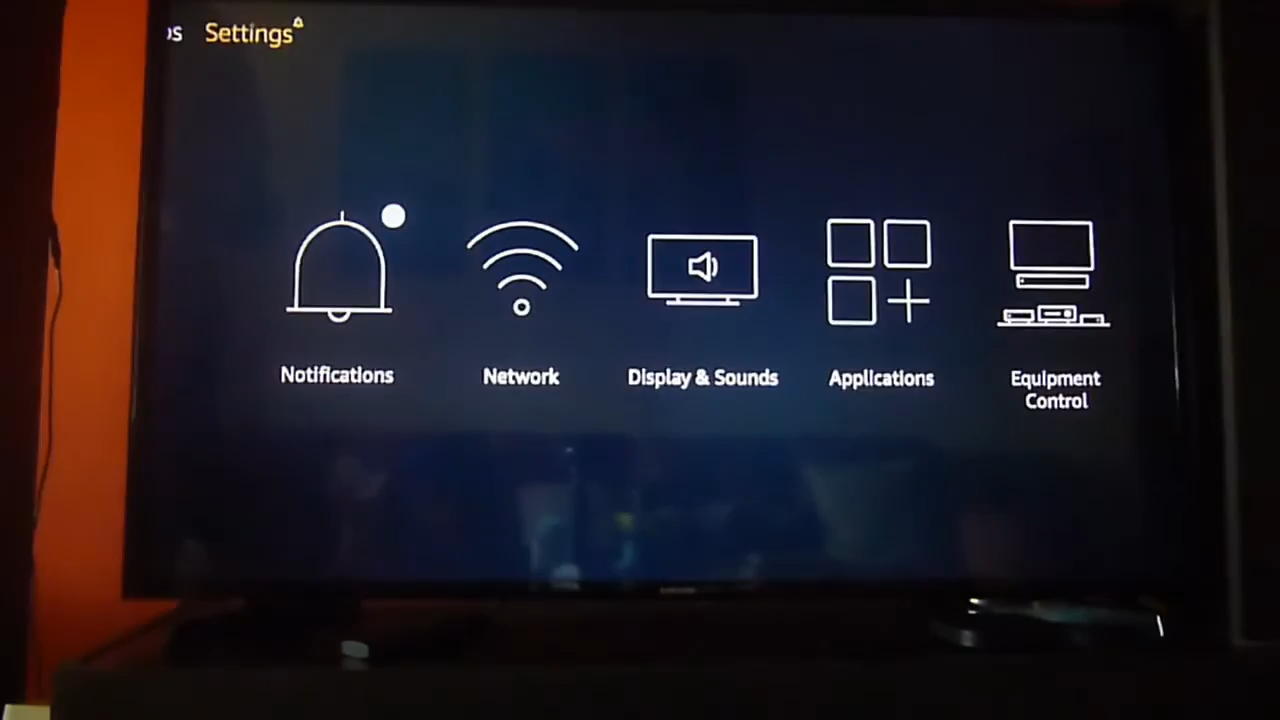 Settings
Notifications
Network
Display & Sounds
Applications
Equipment
Control